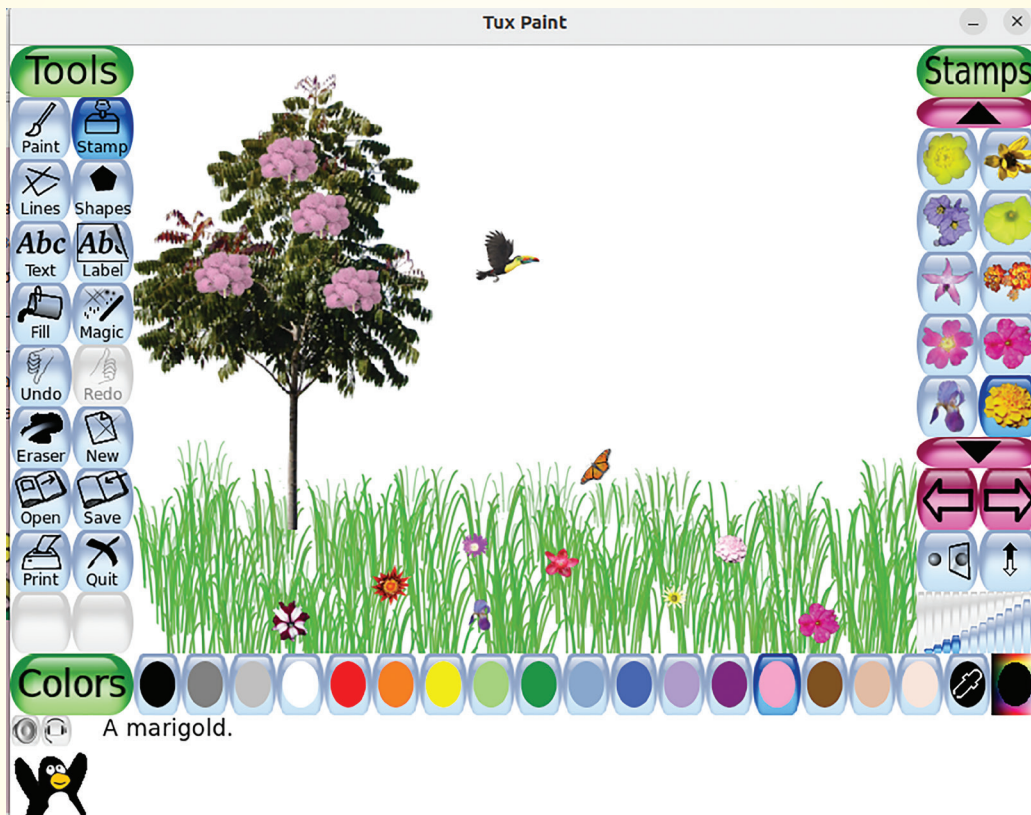 Tux Paint
Tools
Stamps
Paint Stamp
Lines Shapes
Abc Abc
Text Label
Fill Magic
Undo Redo
Eraser New
Open Save
Print Quit
Colors
A marigold.